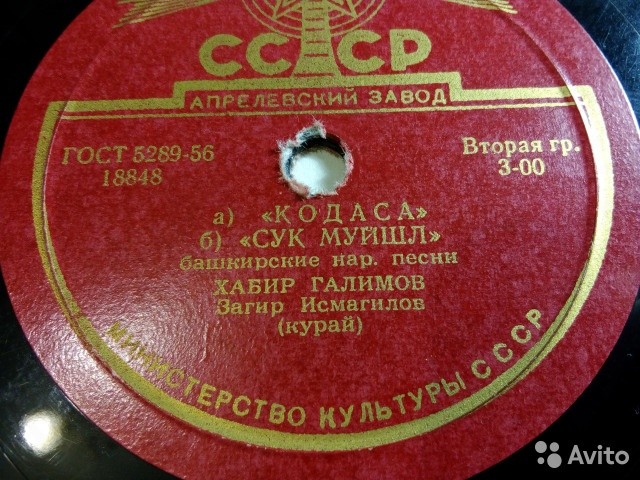 СССР
АПРЕЛЕВСКИЙ ЗАВОД
ГОСТ 5289-56
18848
Вторая гр.
3-00
а) «КОДАСА»
б) «СУК МУЙШЛ»
башкирские нар. песни
ХАБИР ГАЛИМОВ
Загир Исмагилов
(курай)
МИНИСТЕРСТВО КУЛЬТУРЫ СССР
Avito